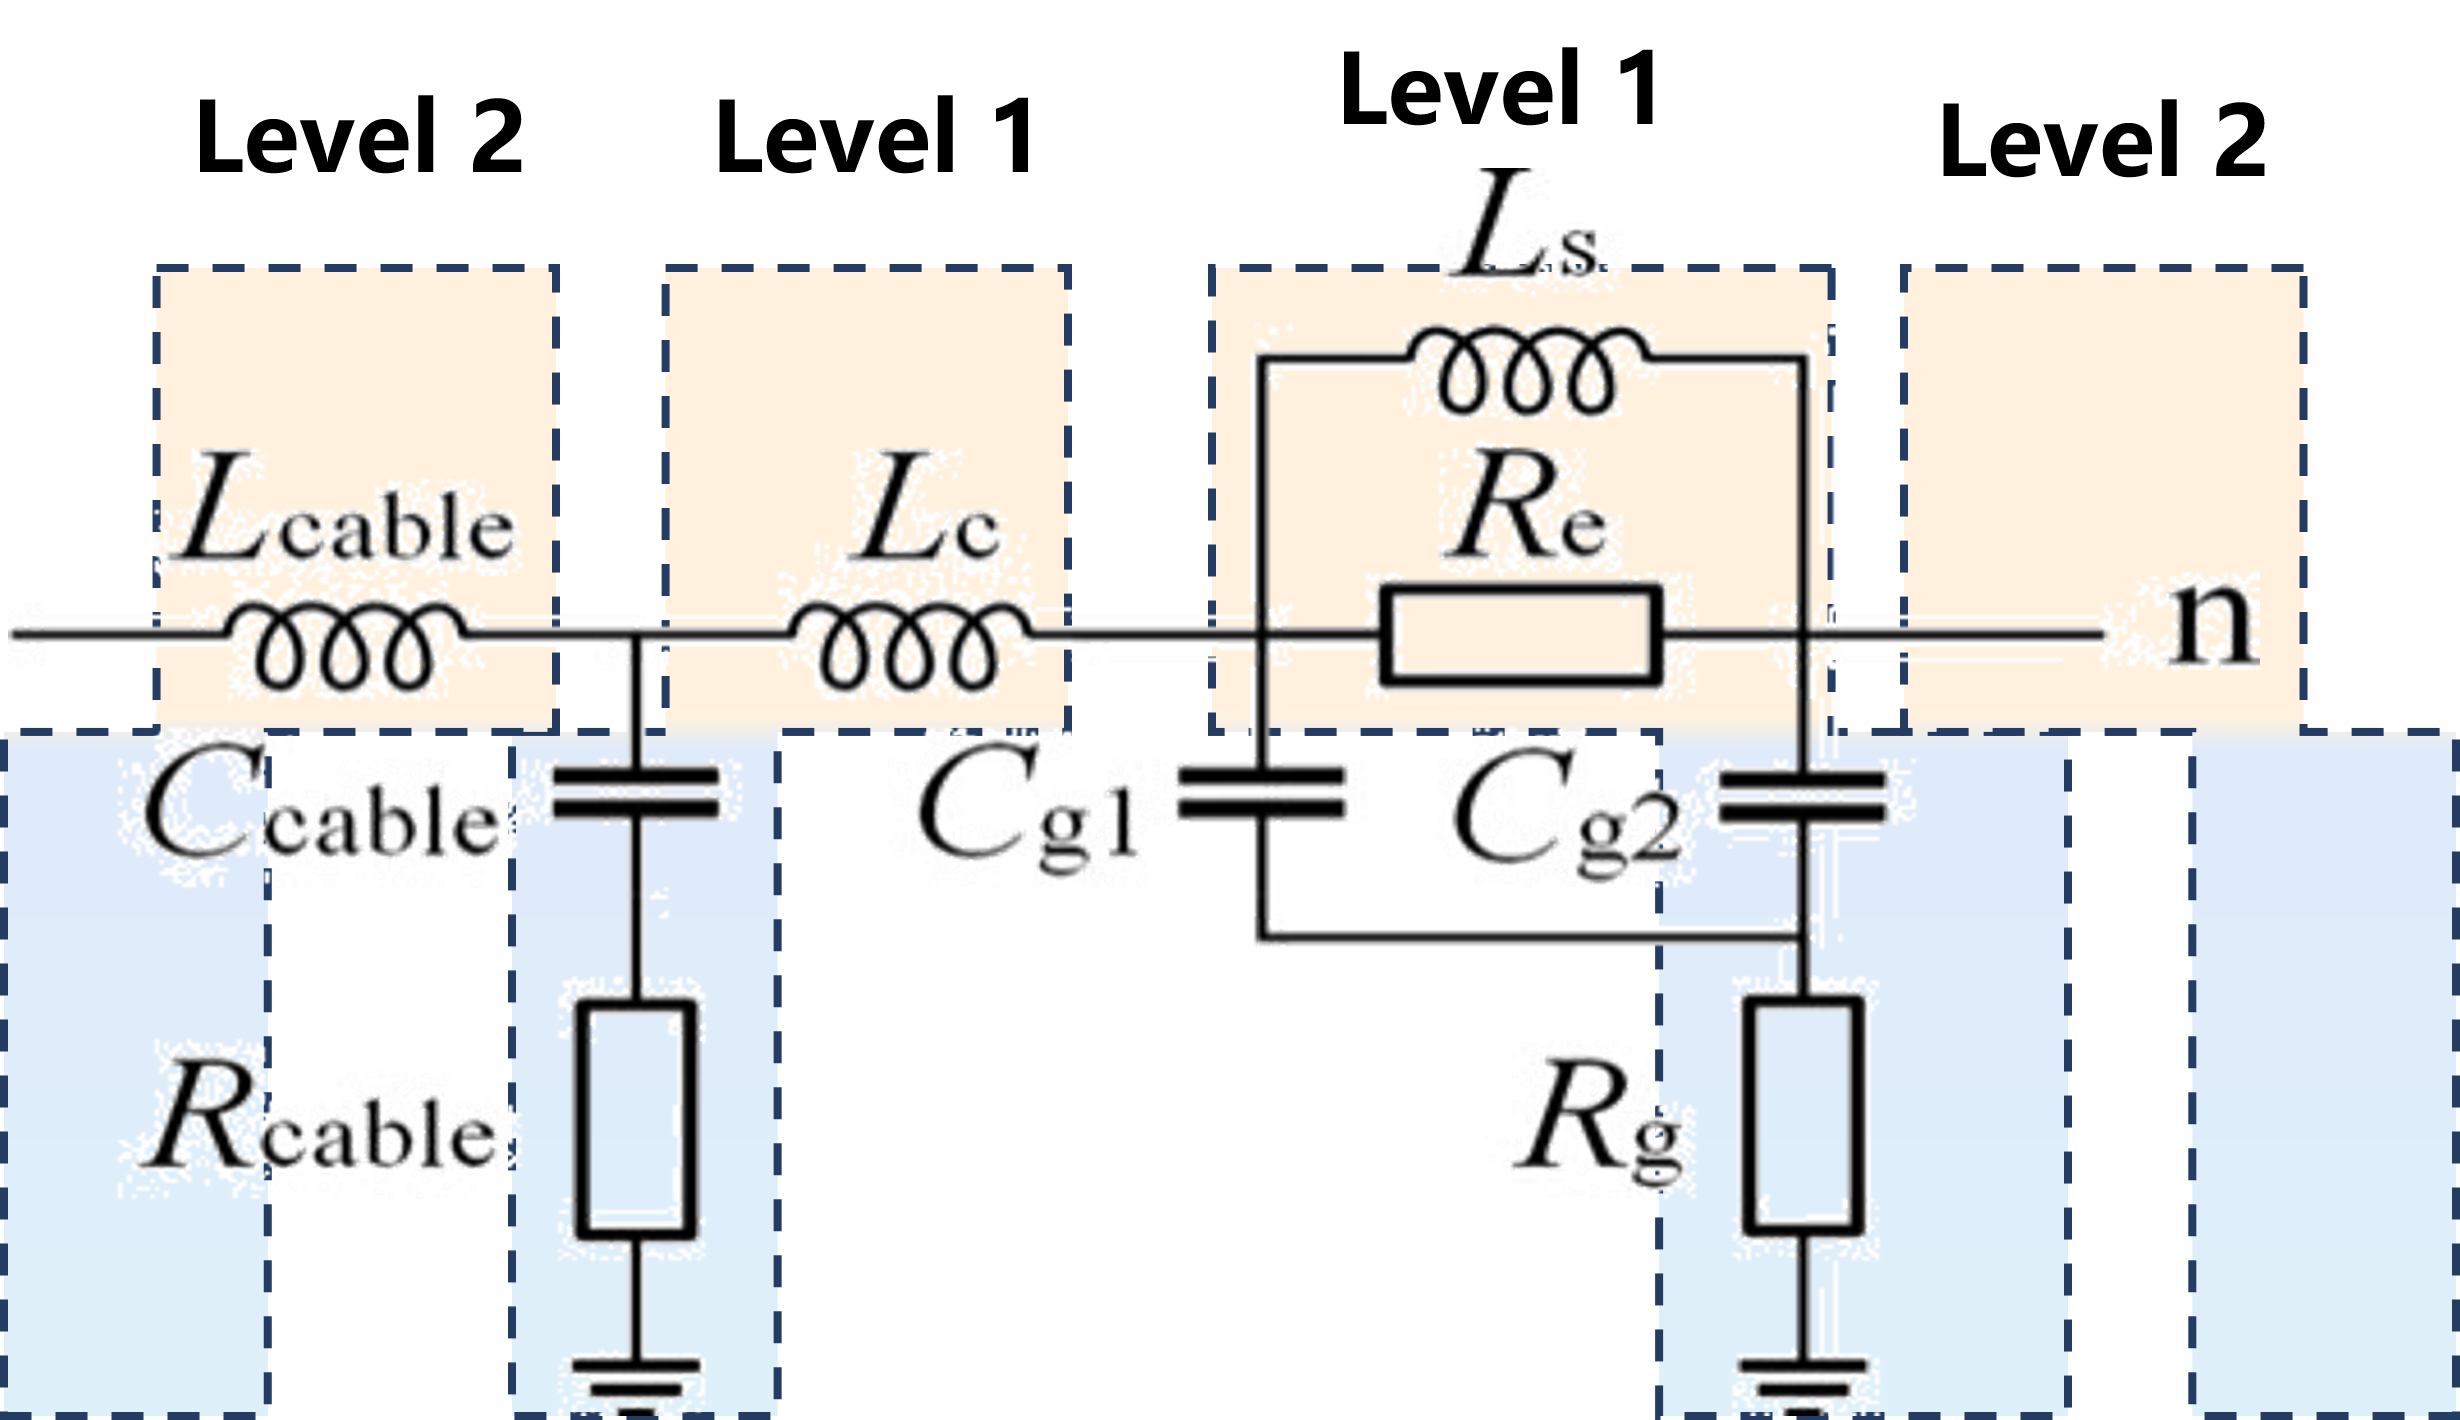 Level 2 Level 1 Level 1 Level 2
Ls
Lcable Lc Re
n
Ccable Cg1 Cg2
Rcable Rg